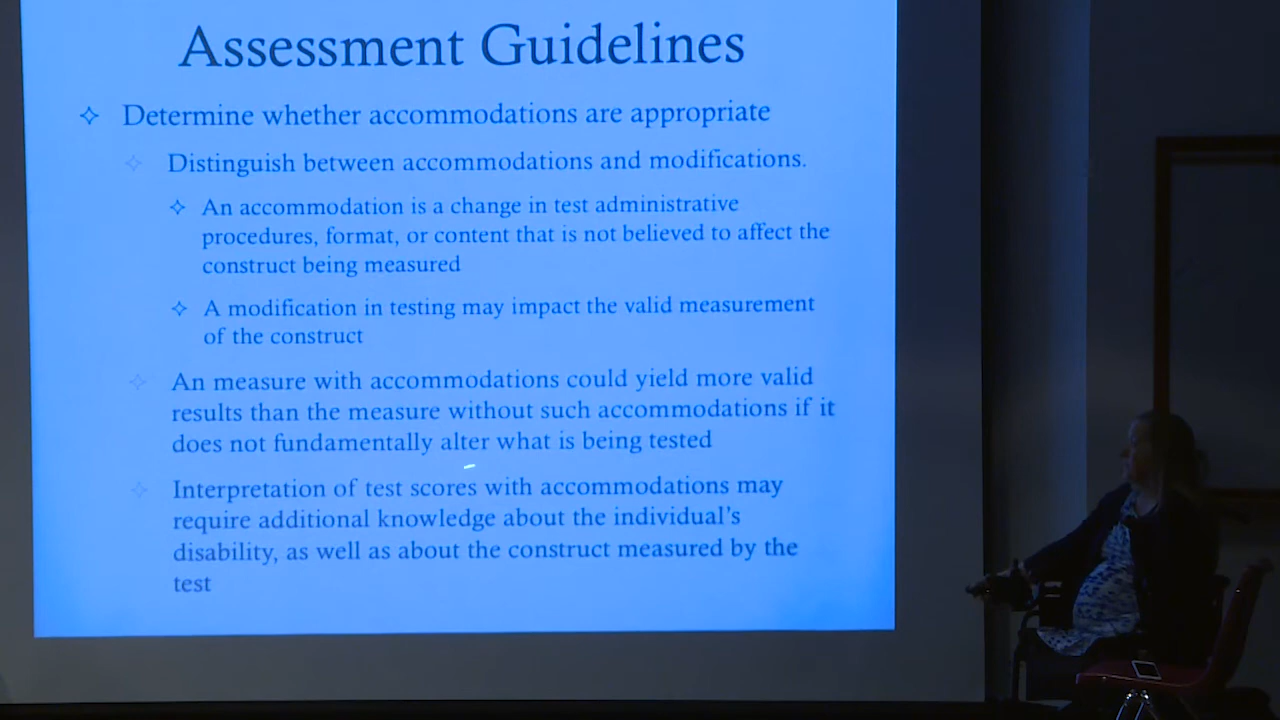 Assessment Guidelines
Determine whether accommodations are appropriate
Distinguish between accommodations and modifications.
An accommodation is a change in test administrative
procedures, format, or content that is not believed to affect the
construct being measured
A modification in testing may impact the valid measurement
of the construct
An measure with accommodations could yield more valid
results than the measure without such accommodations if it
does not fundamentally alter what is being tested
Interpretation of test scores with accommodations may
require additional knowledge about the individual's
disability, as well as about the construct measured by the
test